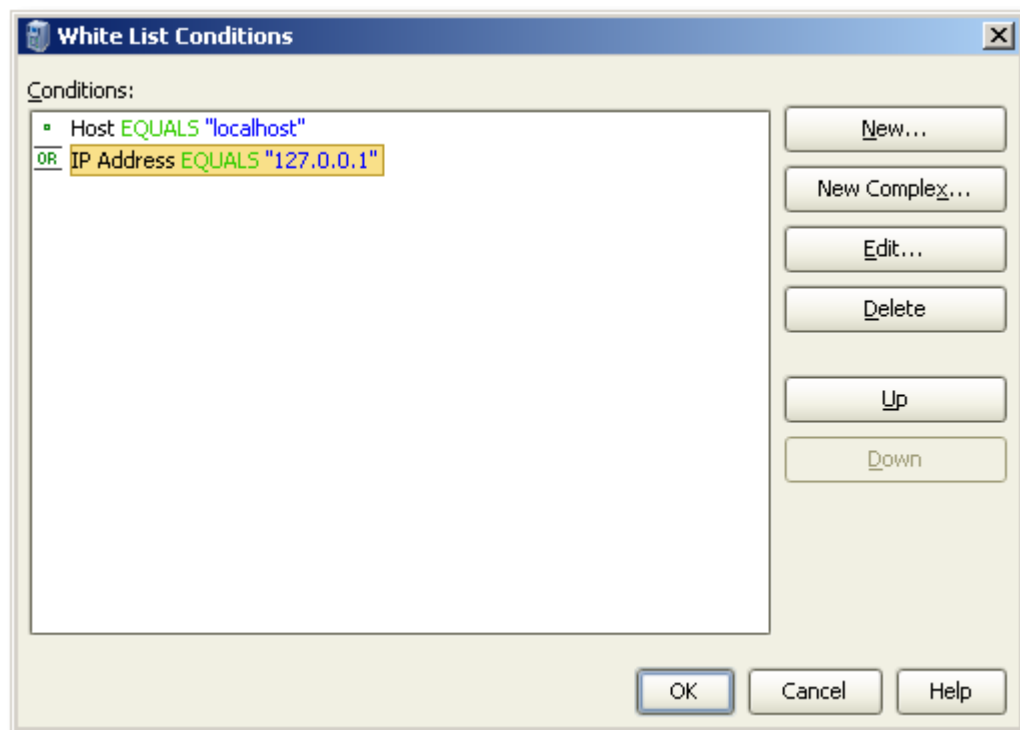 White List Conditions
Conditions:
Host EQUALS "localhost"
OR IP Address EQUALS "127.0.0.1"
New...
New Complex...
Edit...
Delete
Up
Down
OK Cancel Help